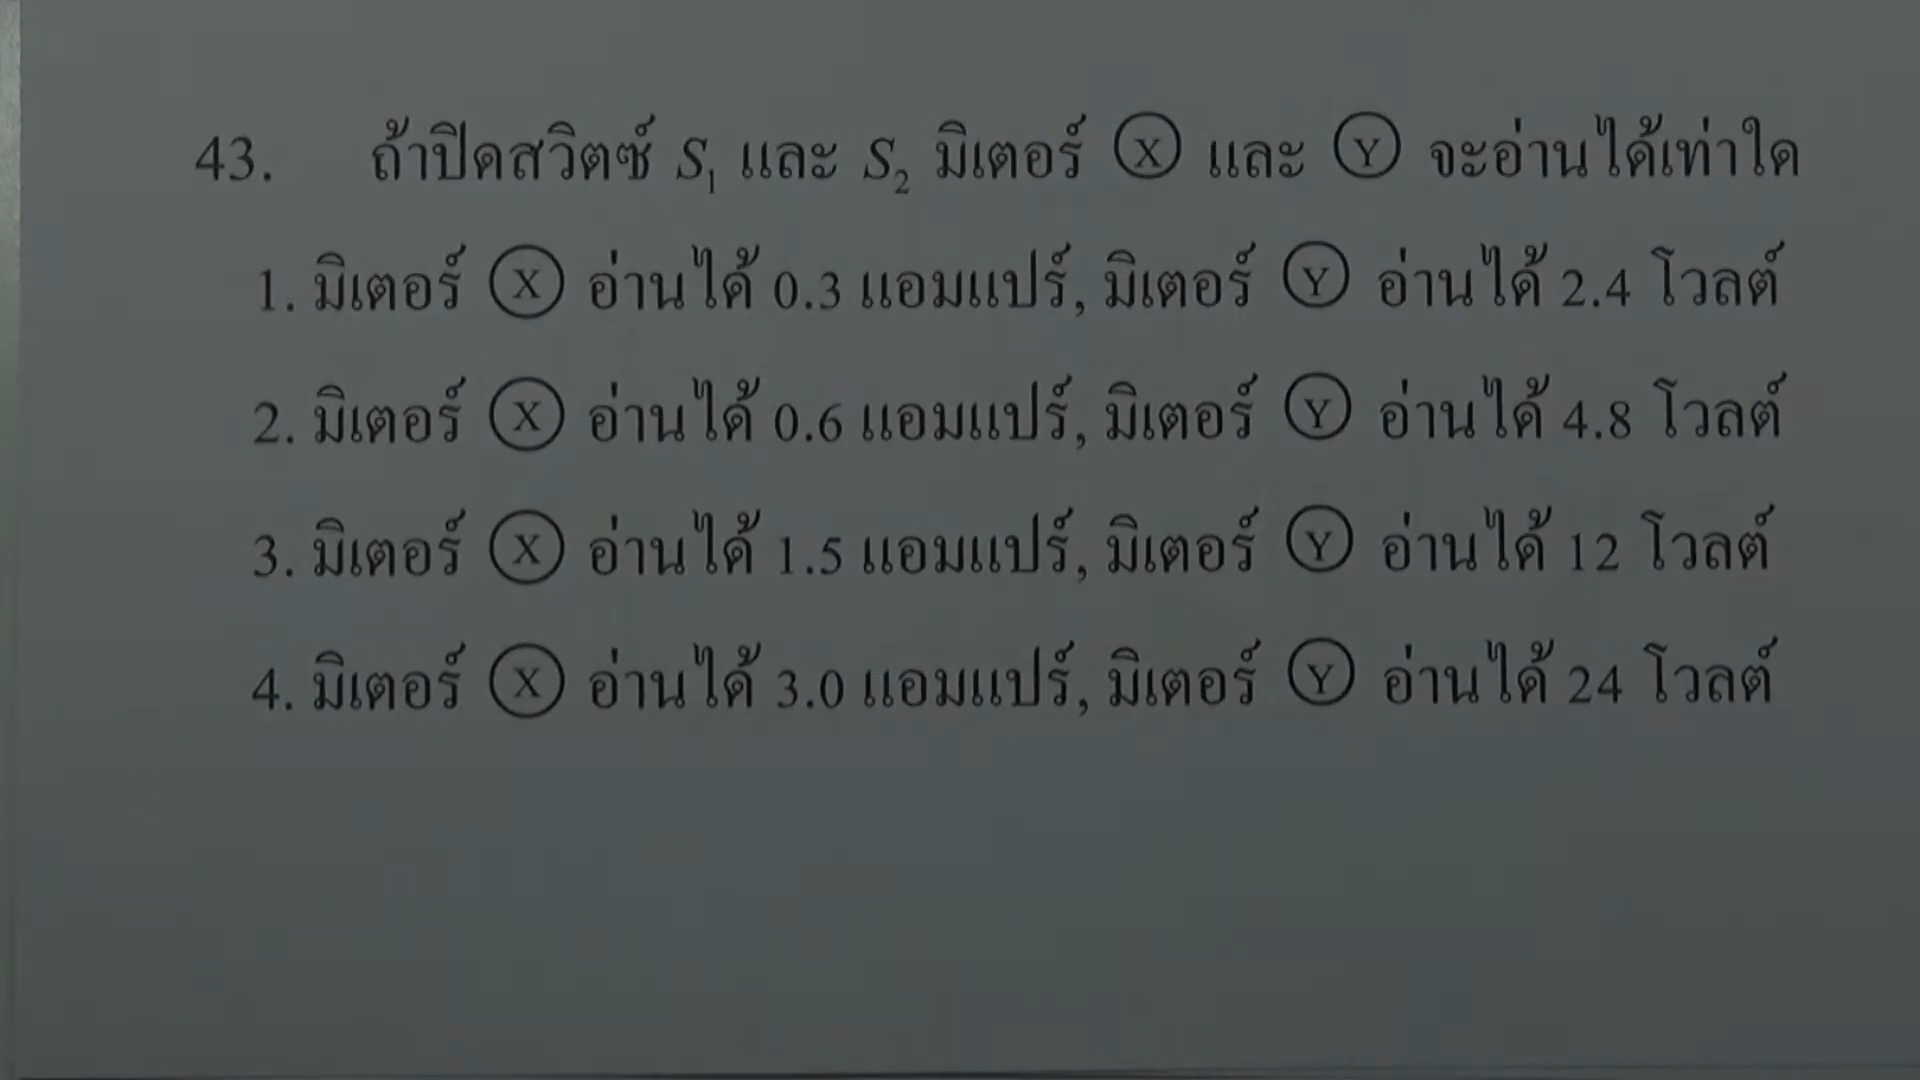 43. ถ้าปิดสวิตซ์ S₁ และ S₂ มิเตอร์ Ⓧ และ Ⓨ จะอ่านได้เท่าใด
1. มิเตอร์ Ⓧ อ่านได้ 0.3 แอมแปร์, มิเตอร์ Ⓨ อ่านได้ 2.4 โวลต์
2. มิเตอร์ Ⓧ อ่านได้ 0.6 แอมแปร์, มิเตอร์ Ⓨ อ่านได้ 4.8 โวลต์
3. มิเตอร์ Ⓧ อ่านได้ 1.5 แอมแปร์, มิเตอร์ Ⓨ อ่านได้ 12 โวลต์
4. มิเตอร์ Ⓧ อ่านได้ 3.0 แอมแปร์, มิเตอร์ Ⓨ อ่านได้ 24 โวลต์